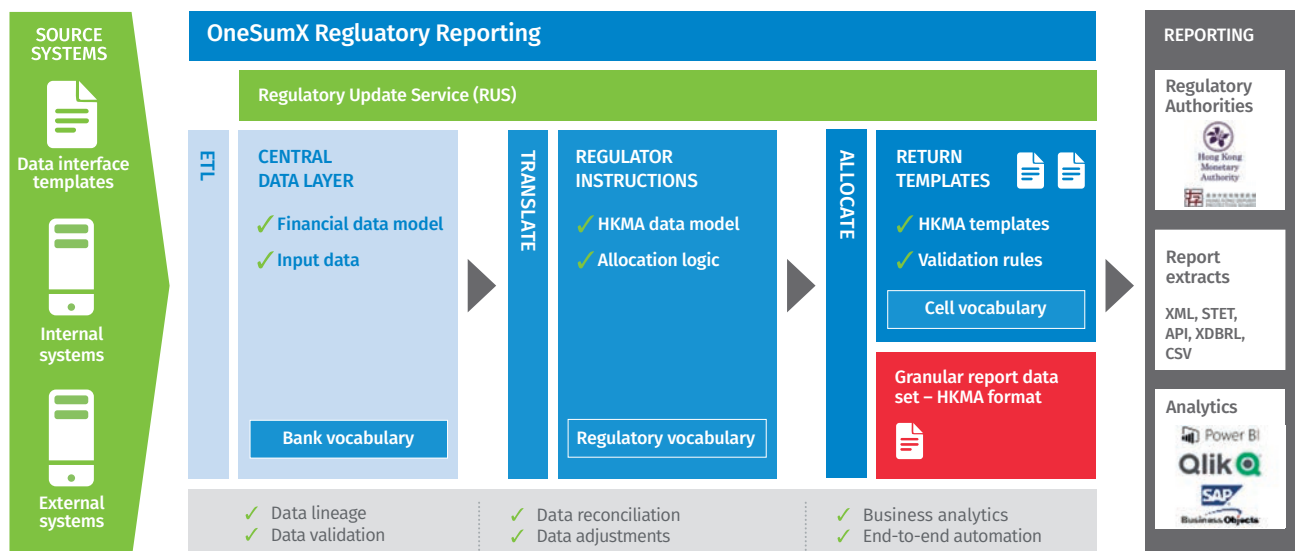 SOURCE
SYSTEMS
Data interface
templates
Internal
systems
External
systems
OneSumX Regluatory Reporting
Regulatory Update Service (RUS)
ETL
CENTRAL
DATA LAYER
✓ Financial data model
✓ Input data
Bank vocabulary
TRANSLATE
REGULATOR
INSTRUCTIONS
✓ HKMA data model
✓ Allocation logic
Regulatory vocabulary
ALLOCATE
RETURN
TEMPLATES
✓ HKMA templates
✓ Validation rules
Cell vocabulary
Granular report data
set – HKMA format
✓ Data lineage
✓ Data validation
✓ Data reconciliation
✓ Data adjustments
✓ Business analytics
✓ End-to-end automation
REPORTING
Regulatory
Authorities
Hong Kong
Monetary
Authority
Report
extracts
XML, STET,
API, XDBRL,
CSV
Analytics
Power BI
Qlik
SAP
Business Objects